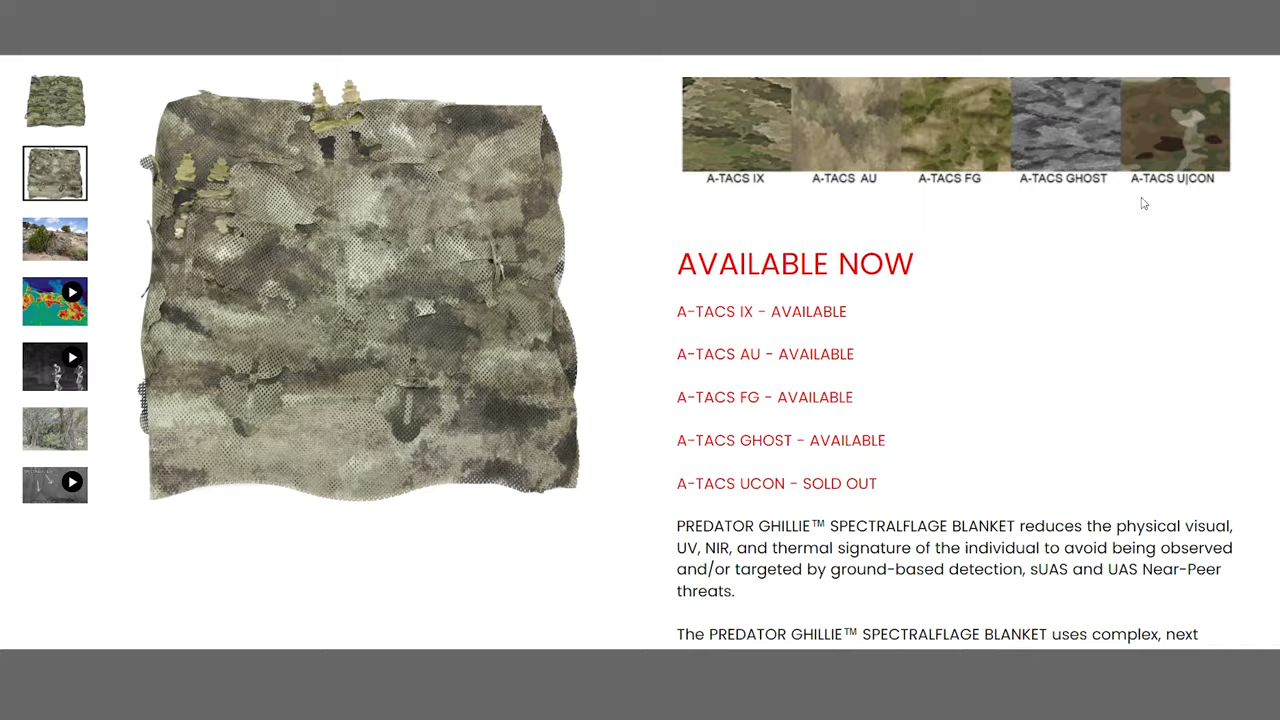 A-TACS IX
A-TACS AU
A-TACS FG
A-TACS GHOST
A-TACS U|CON
AVAILABLE NOW
A-TACS IX - AVAILABLE
A-TACS AU - AVAILABLE
A-TACS FG - AVAILABLE
A-TACS GHOST - AVAILABLE
A-TACS UCON - SOLD OUT
PREDATOR GHILLIE™ SPECTRALFLAGE BLANKET reduces the physical visual,
UV, NIR, and thermal signature of the individual to avoid being observed
and/or targeted by ground-based detection, sUAS and UAS Near-Peer
threats.
The PREDATOR GHILLIE™ SPECTRALFLAGE BLANKET uses complex, next